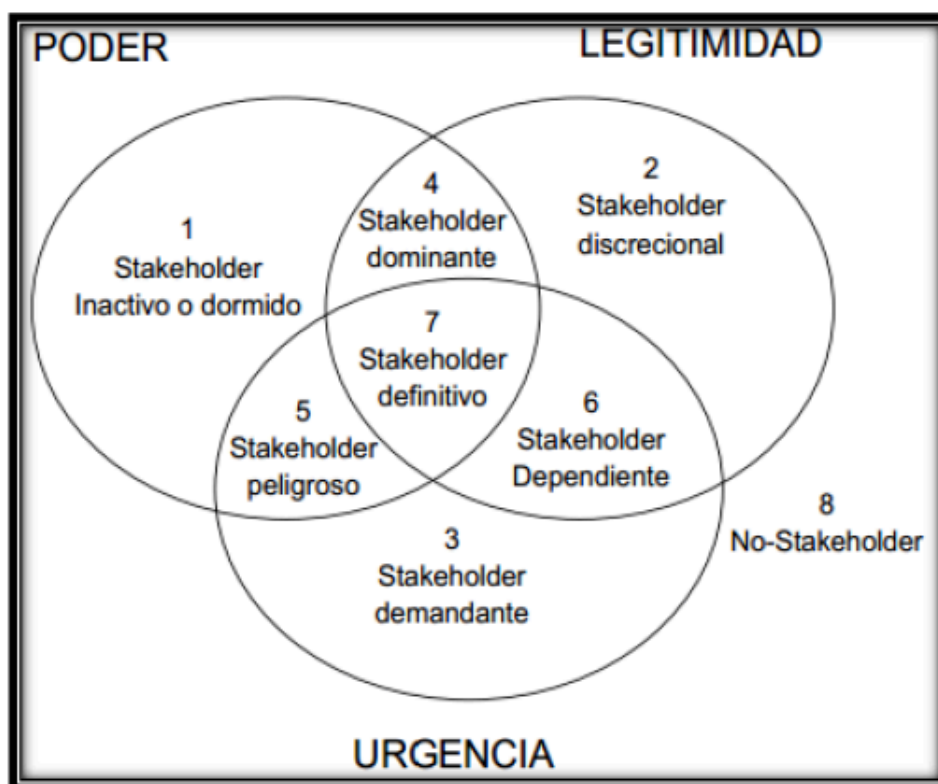 PODER
LEGITIMIDAD
1
Stakeholder
Inactivo o dormido
4
Stakeholder
dominante
2
Stakeholder
discrecional
7
Stakeholder
definitivo
5
Stakeholder
peligroso
6
Stakeholder
Dependiente
3
Stakeholder
demandante
8
No-Stakeholder
URGENCIA